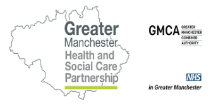 Greater
Manchester
Health and
Social Care
Partnership
GMCA
GREATER
MANCHESTER
COMBINED
AUTHORITY
NHS
in Greater Manchester